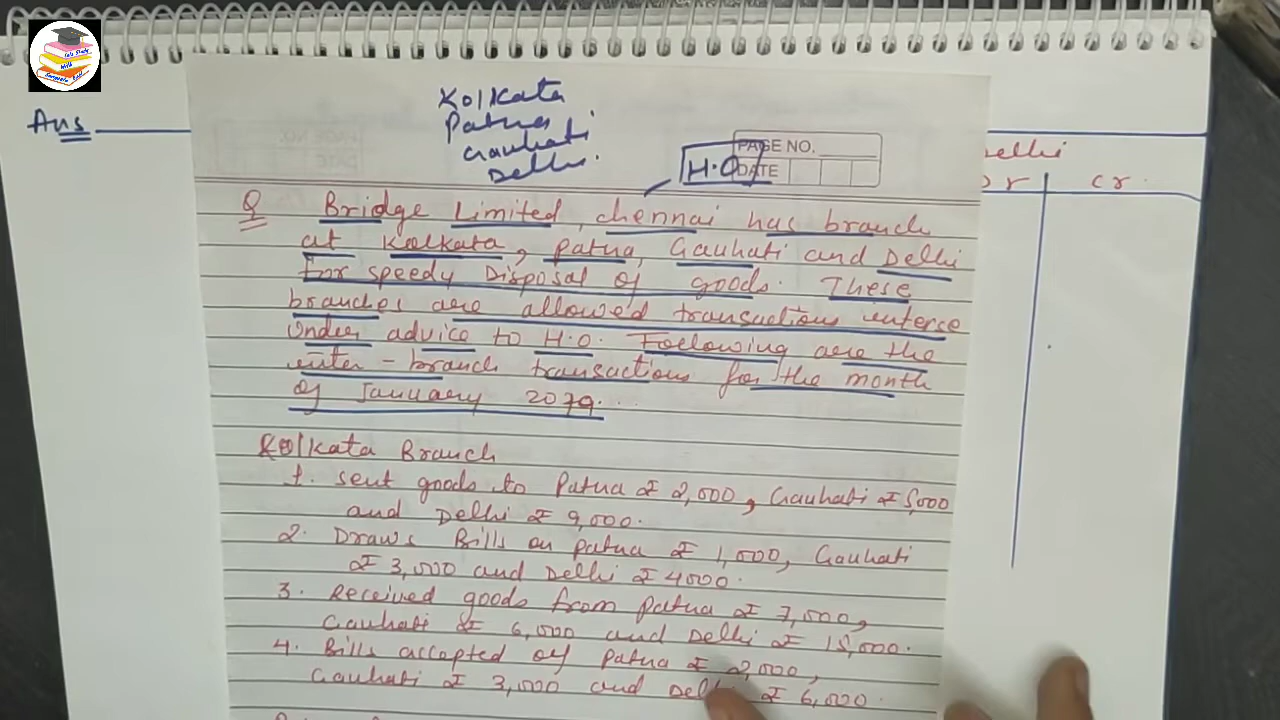 Ans
Kolkata
Patna
Gauhati
Delhi.
H.O
PAGE NO.
DATE
Delhi
Dr Cr.
Q Bridge Limited, chennai has branch
at Kolkata, Patna, Gauhati and Delhi
for speedy Disposal of goods. These
branches are allowed transactions interse
under advice to H.O. Following are the
inter-branch transactions for the month
of January 2079...
Kolkata Branch
1. sent goods to Patna ₹ 2,000, Gauhati ₹ 5,000
and Delhi ₹ 9,000.
2. Draws Bills on Patna ₹ 1,000, Gauhati
₹ 3,000 and Delhi ₹ 4000.
3. Received goods from Patna ₹ 7,000,
Gauhati ₹ 6,000 and Delhi ₹ 15,000.
4. Bills accepted of Patna ₹ 2,000,
Gauhati ₹ 3,000 and Delhi ₹ 6,000.